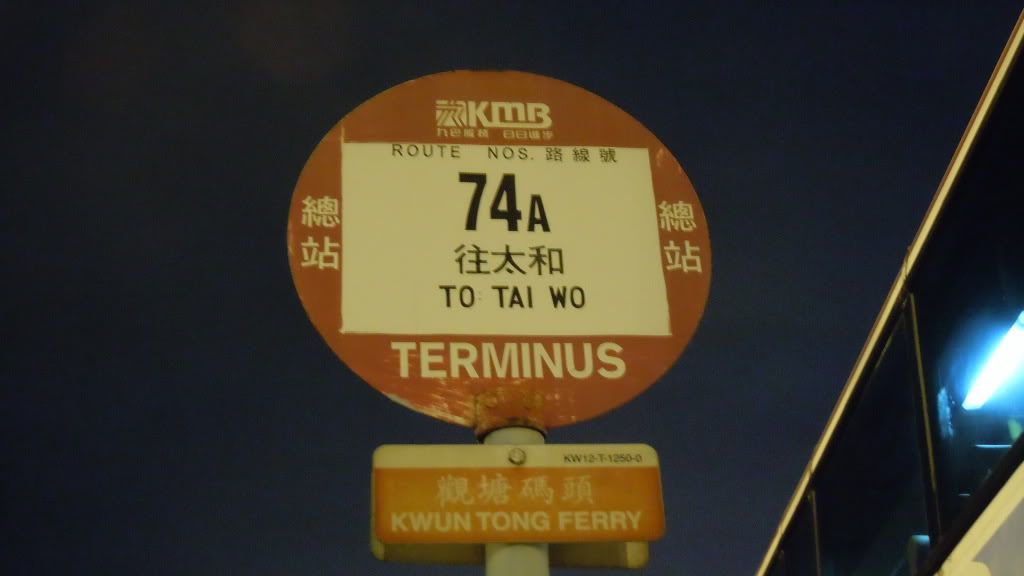 KMB
九巴服務 日日進步
ROUTE NOS. 路線號
74A
往太和
TO TAI WO
總站
總站
TERMINUS
KW12-T-1250-0
觀塘碼頭
KWUN TONG FERRY